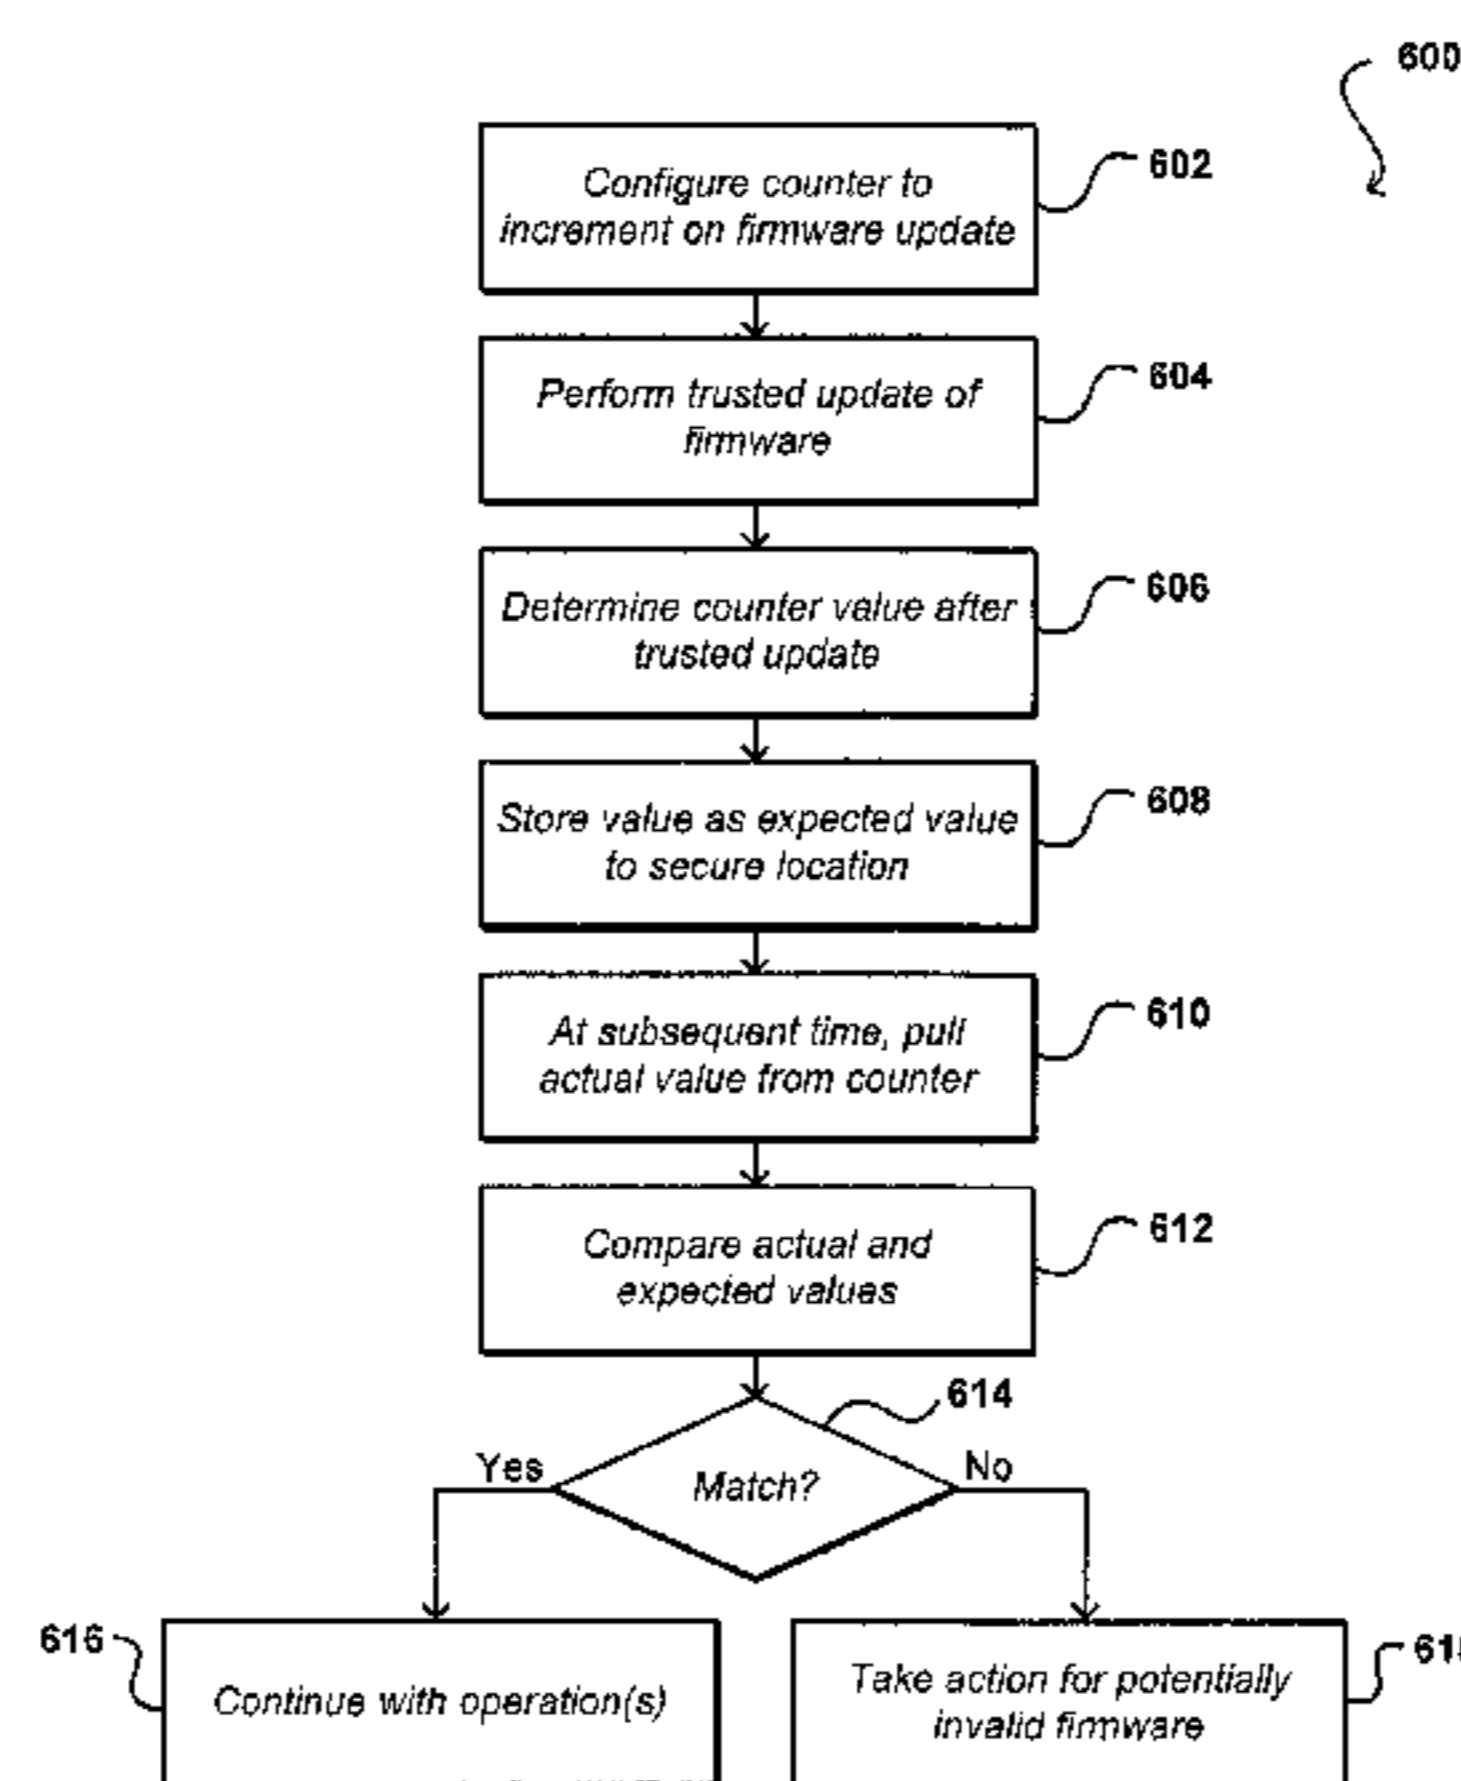 600
Configure counter to
increment on firmware update
602
Perform trusted update of
firmware
604
Determine counter value after
trusted update
606
Store value as expected value
to secure location
608
At subsequent time, pull
actual value from counter
610
Compare actual and
expected values
612
614
Yes
Match?
No
616
Continue with operation(s)
Take action for potentially
invalid firmware